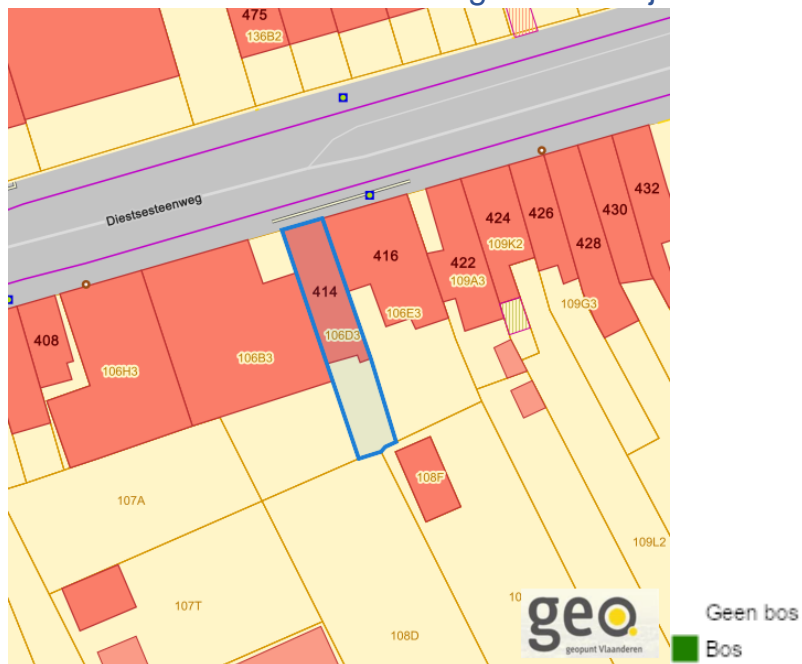 475
136B2
Diestsesteenweg
432
430
426
424
428
109K2
416
422
109A3
109G3
414
106E3
106D3
408
106H3
106B3
108F
107A
109L2
107T
108D
geo
geopunt Vlaanderen
Geen bos
Bos